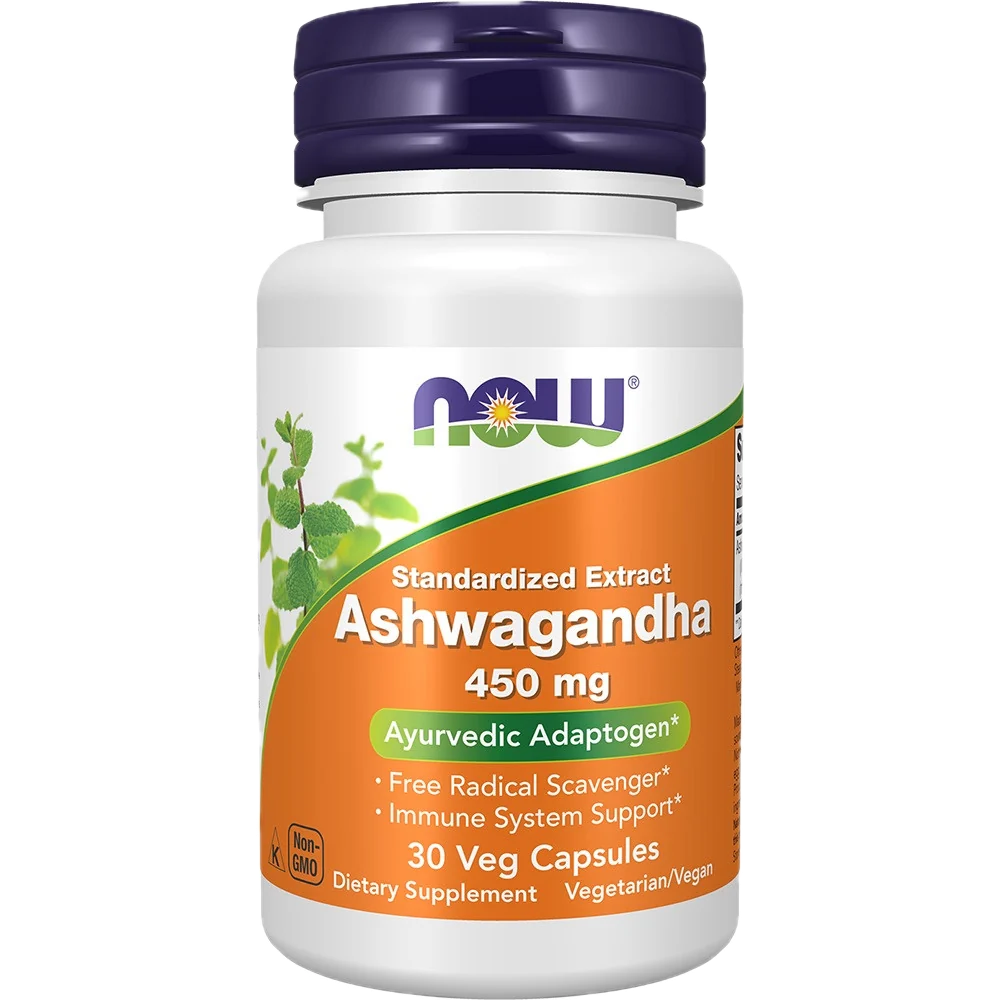 NOW®
Standardized Extract
Ashwagandha
450 mg
Ayurvedic Adaptogen*
• Free Radical Scavenger*
• Immune System Support*
30 Veg Capsules
K
Non-
GMO
Dietary Supplement
Vegetarian/Vegan